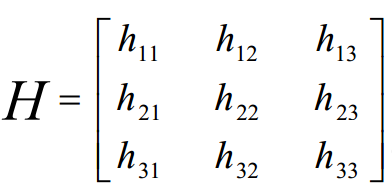 h₁₁ h₁₂ h₁₃
H = h₂₁ h₂₂ h₂₃
h₃₁ h₃₂ h₃₃